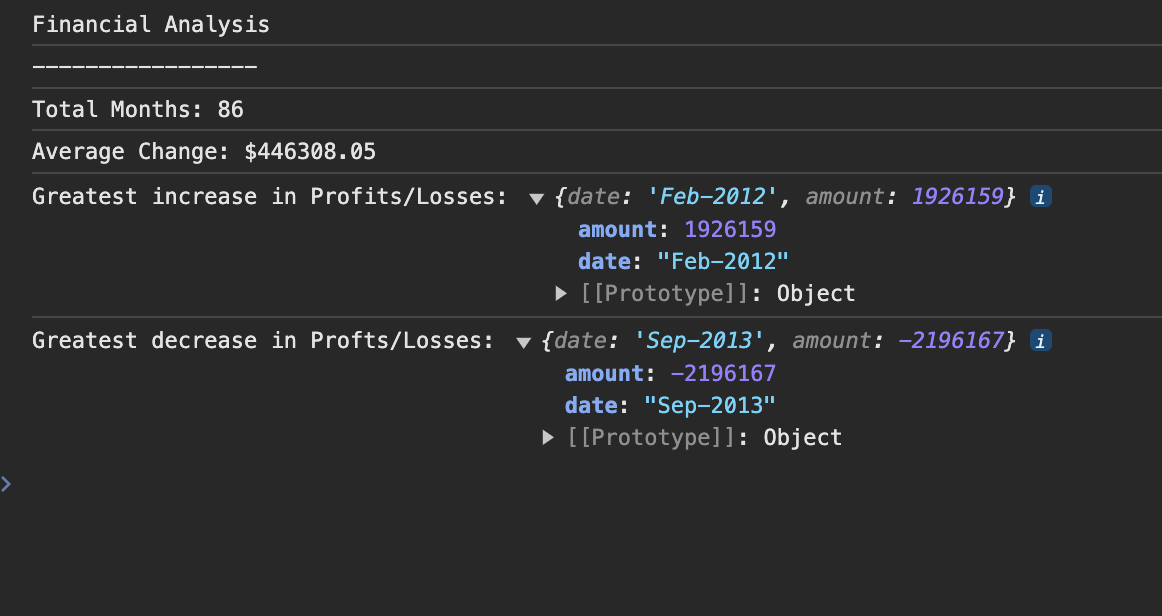 Financial Analysis
-----------------
Total Months: 86
Average Change: $446308.05
Greatest increase in Profits/Losses: ▼ {date: 'Feb-2012', amount: 1926159} i
amount: 1926159
date: "Feb-2012"
▶ [[Prototype]]: Object
Greatest decrease in Profts/Losses: ▼ {date: 'Sep-2013', amount: -2196167} i
amount: -2196167
date: "Sep-2013"
▶ [[Prototype]]: Object